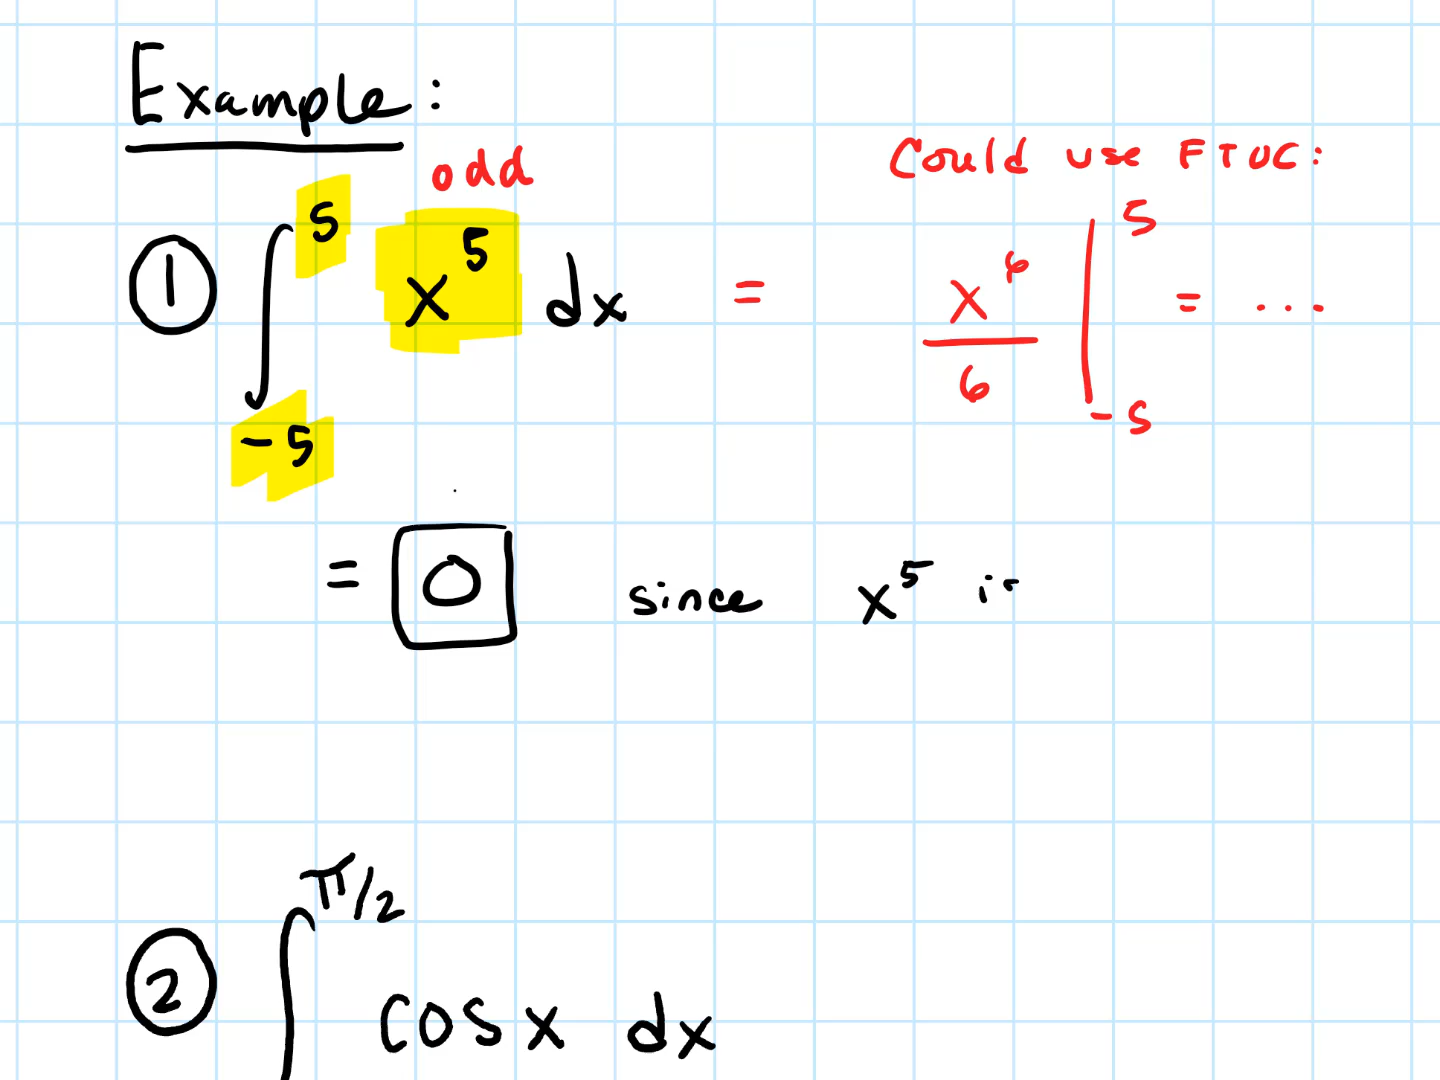 Example:
odd
Could use FTOC:
① ∫_{-5}^{5} x^5 dx = x^6/6 |_{-5}^{5} = ...
= 0 since x^5 i
② ∫^{π/2} cos x dx